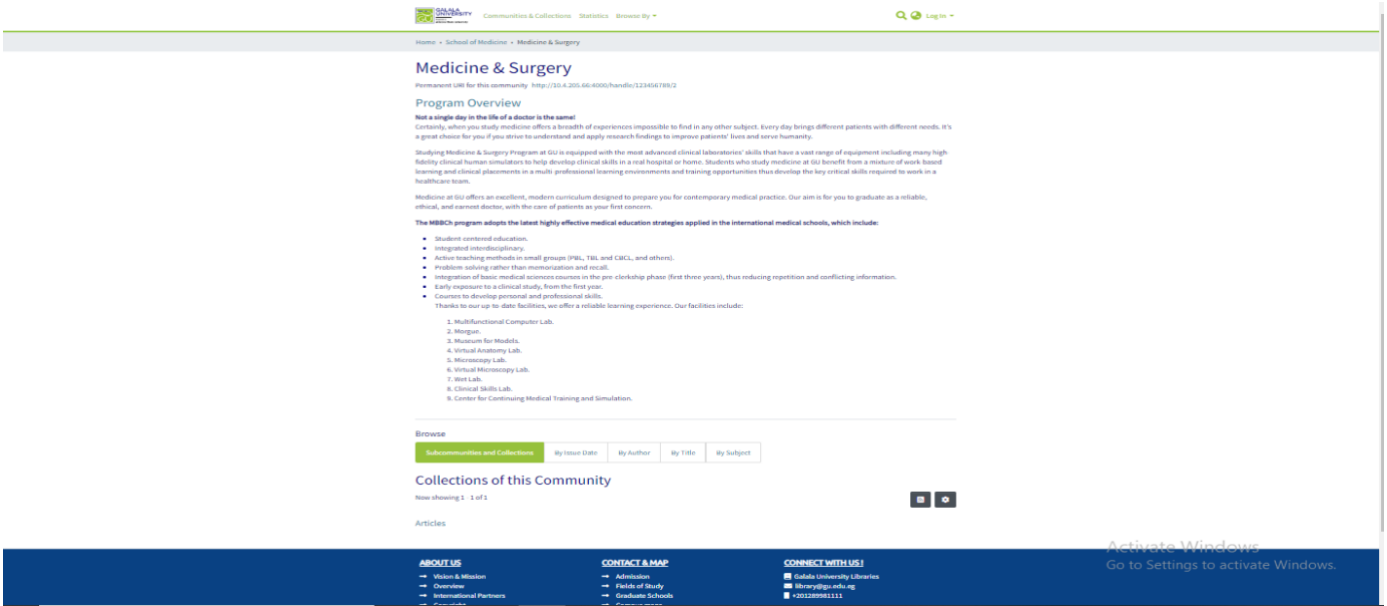 GALALA
UNIVERSITY
Communities & Collections Statistics Browse By
Log In
Home • School of Medicine • Medicine & Surgery
Medicine & Surgery
Permanent URI for this community http://10.4.205.66:4000/handle/123456789/2
Program Overview
Not a single day in the life of a doctor is the same!
Certainly, when you study medicine offers a breadth of experiences impossible to find in any other subject. Every day brings different patients with different needs. It's
a great choice for you if you strive to understand and apply research findings to improve patients' lives and serve humanity.
Studying Medicine & Surgery Program at GU is equipped with the most advanced clinical laboratories' skills that have a vast range of equipment including many high
fidelity clinical human simulators to help develop clinical skills in a real hospital or home. Students who study medicine at GU benefit from a mixture of work based
learning and clinical placements in a multi professional learning environments and training opportunities thus develop the key critical skills required to work in a
healthcare team.
Medicine at GU offers an excellent, modern curriculum designed to prepare you for contemporary medical practice. Our aim is for you to graduate as a reliable,
ethical, and earnest doctor, with the care of patients as your first concern.
The MBBCh program adopts the latest highly effective medical education strategies applied in the international medical schools, which include:
• Student centered education.
• Integrated interdisciplinary.
• Active teaching methods in small groups (PBL, TBL and CBCL, and others).
• Problem solving rather than memorization and recall.
• Integration of basic medical sciences courses in the pre-clerkship phase (first three years), thus reducing repetition and conflicting information.
• Early exposure to a clinical study, from the first year.
• Courses to develop personal and professional skills.
Thanks to our up-to-date facilities, we offer a reliable learning experience. Our facilities include:
1. Multifunctional Computer Lab.
2. Morgue.
3. Museum for Models.
4. Virtual Anatomy Lab.
5. Microscopy Lab.
6. Virtual Microscopy Lab.
7. Wet Lab.
8. Clinical Skills Lab.
9. Center for Continuing Medical Training and Simulation.
Browse
Subcommunities and Collections By Issue Date By Author By Title By Subject
Collections of this Community
Now showing 1 - 1 of 1
Articles
Activate Windows
Go to Settings to activate Windows.
ABOUT US CONTACT & MAP CONNECT WITH US !
→ Vision & Mission → Admission Galala University Libraries
→ Overview → Fields of Study library@gu.edu.eg
→ International Partners → Graduate Schools +201289981111
→ Copyright → Campus maps